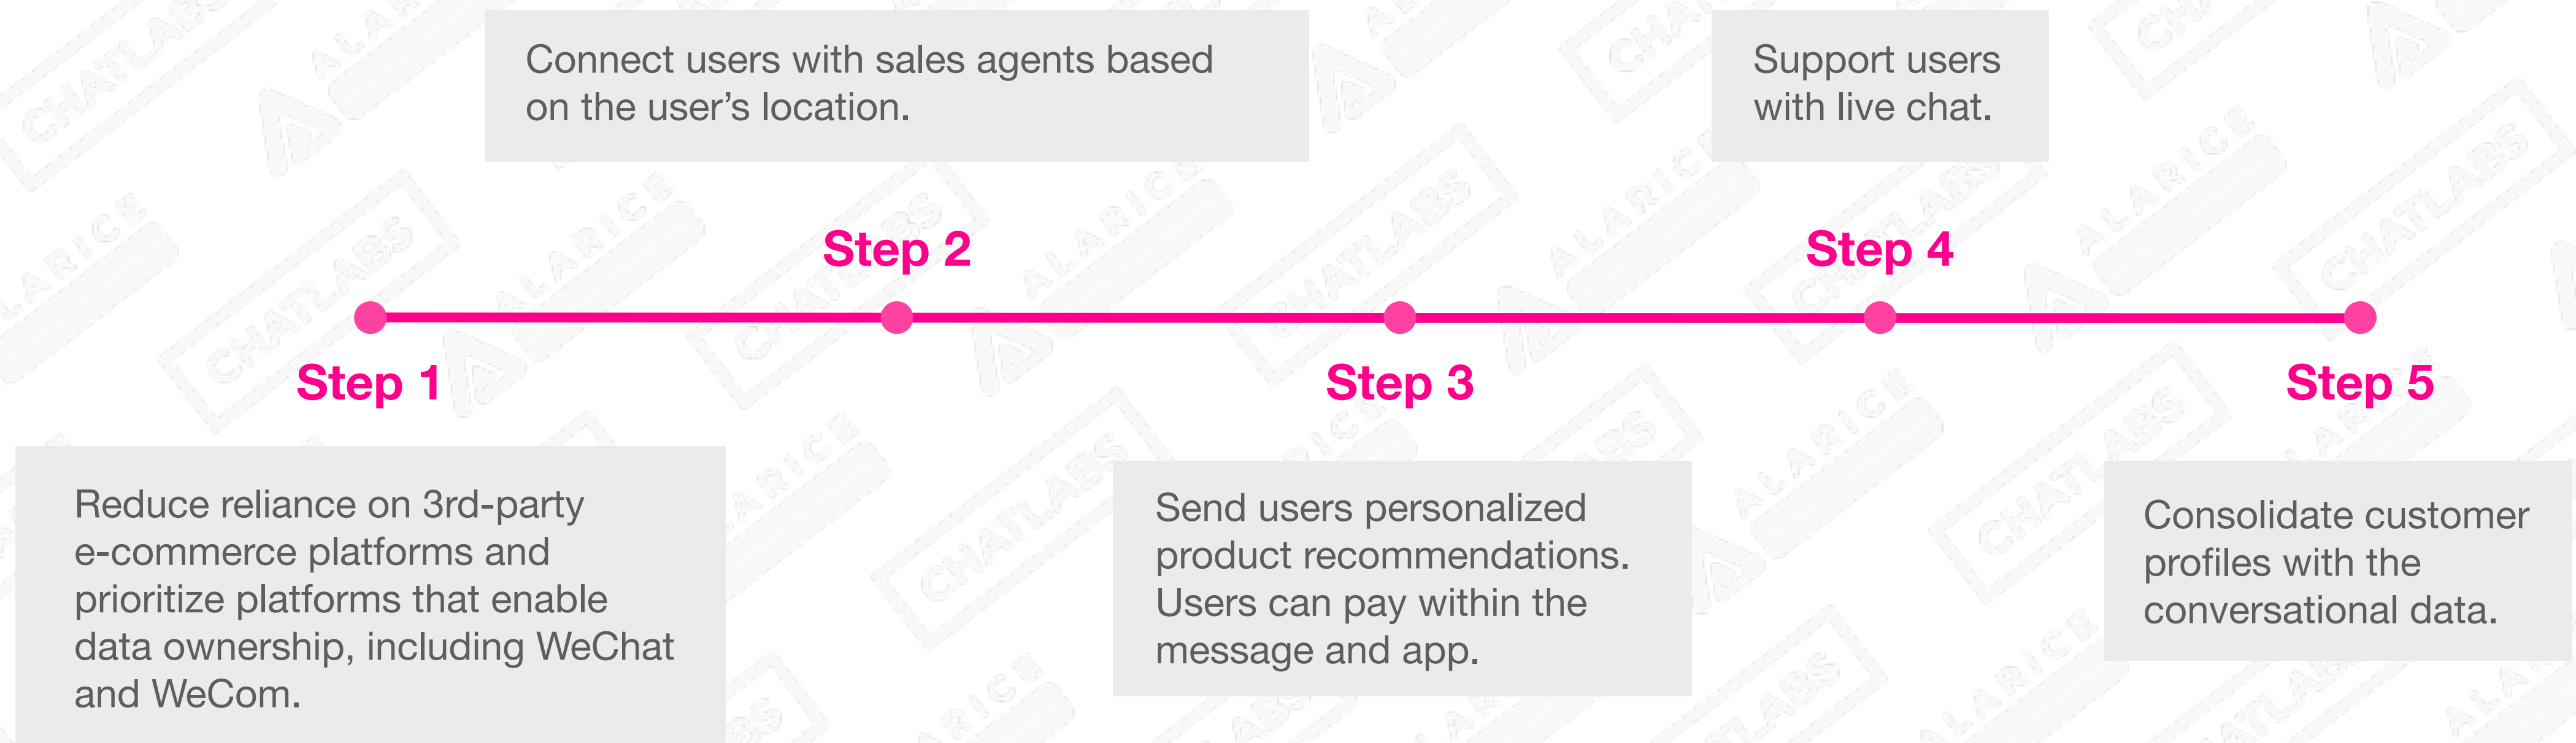 Connect users with sales agents based
on the user’s location.
Support users
with live chat.
Step 2
Step 4
Step 1
Step 3
Step 5
Reduce reliance on 3rd-party
e-commerce platforms and
prioritize platforms that enable
data ownership, including WeChat
and WeCom.
Send users personalized
product recommendations.
Users can pay within the
message and app.
Consolidate customer
profiles with the
conversational data.
CHATLABS
ALARICE